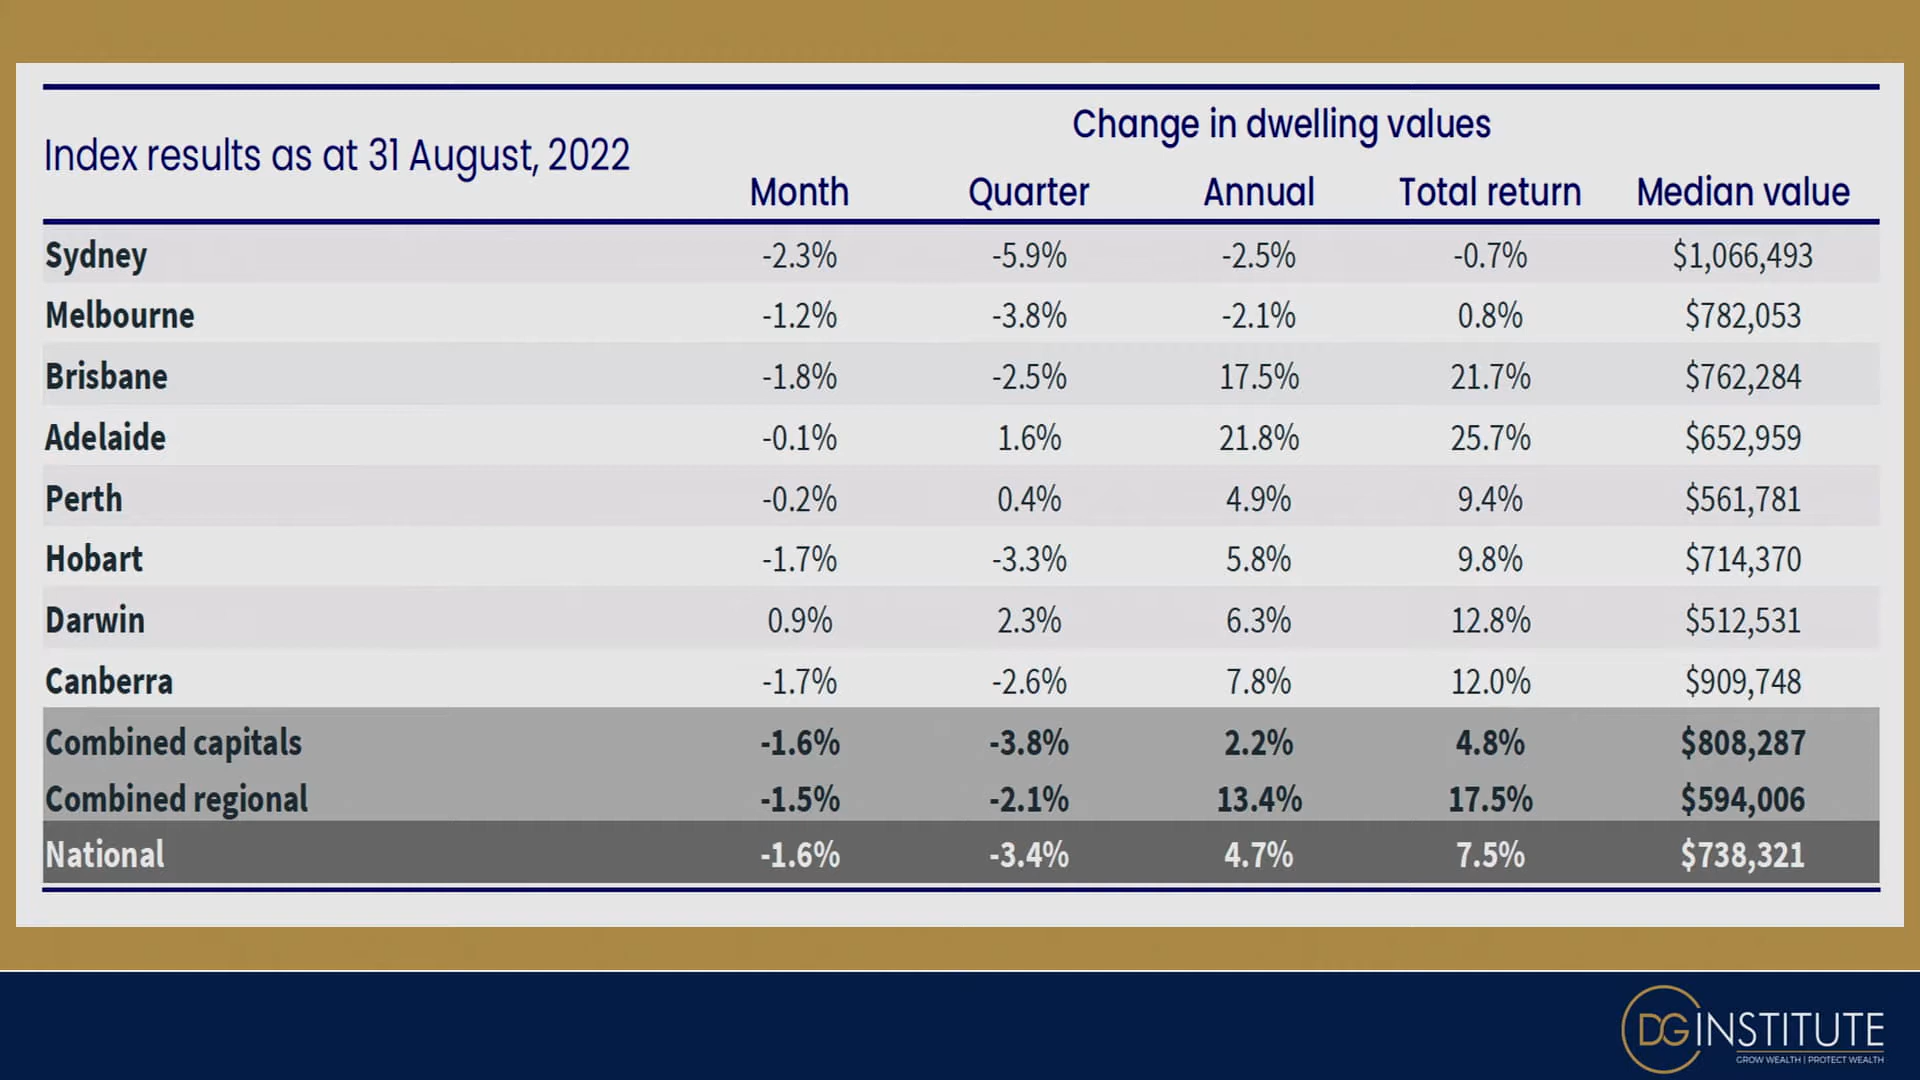 Change in dwelling values
Index results as at 31 August, 2022
Month Quarter Annual Total return Median value
Sydney -2.3% -5.9% -2.5% -0.7% $1,066,493
Melbourne -1.2% -3.8% -2.1% 0.8% $782,053
Brisbane -1.8% -2.5% 17.5% 21.7% $762,284
Adelaide -0.1% 1.6% 21.8% 25.7% $652,959
Perth -0.2% 0.4% 4.9% 9.4% $561,781
Hobart -1.7% -3.3% 5.8% 9.8% $714,370
Darwin 0.9% 2.3% 6.3% 12.8% $512,531
Canberra -1.7% -2.6% 7.8% 12.0% $909,748
Combined capitals -1.6% -3.8% 2.2% 4.8% $808,287
Combined regional -1.5% -2.1% 13.4% 17.5% $594,006
National -1.6% -3.4% 4.7% 7.5% $738,321
DG INSTITUTE
GROW WEALTH | PROTECT WEALTH